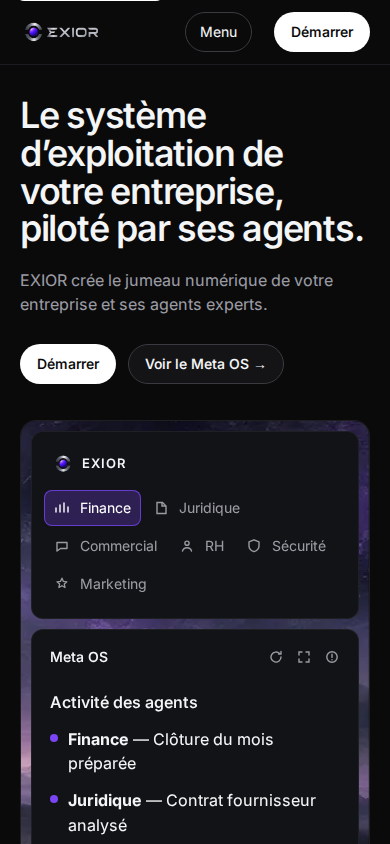 EXIOR
Menu
Démarrer
Le système
d’exploitation de
votre entreprise,
piloté par ses agents.
EXIOR crée le jumeau numérique de votre
entreprise et ses agents experts.
Démarrer
Voir le Meta OS →
EXIOR
Finance
Juridique
Commercial
RH
Sécurité
Marketing
Meta OS
Activité des agents
Finance — Clôture du mois
préparée
Juridique — Contrat fournisseur
analysé